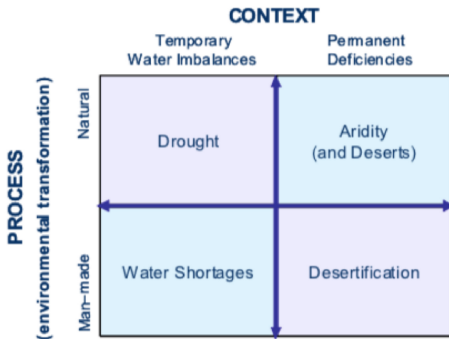 CONTEXT
Temporary
Water Imbalances
Permanent
Deficiencies
PROCESS
(environmental transformation)
Natural
Man–made
Drought
Aridity
(and Deserts)
Water Shortages
Desertification